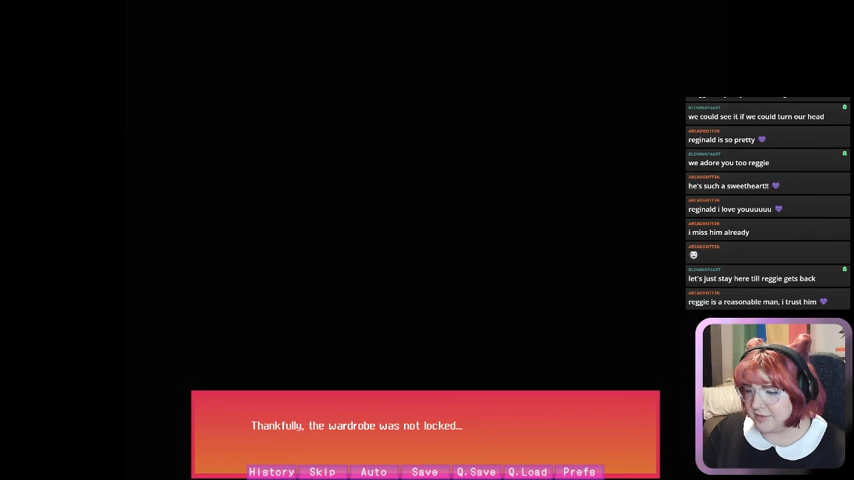 we could see it if we could turn our head
reginald is so pretty 💜
we adore you too reggie
he's such a sweetheart!! 💜
reginald i love youuuuuu 💜
i miss him already
let's just stay here till reggie gets back
reggie is a reasonable man, i trust him 💜
Thankfully, the wardrobe was not locked...
History Skip Auto Save Q.Save Q.Load Prefs